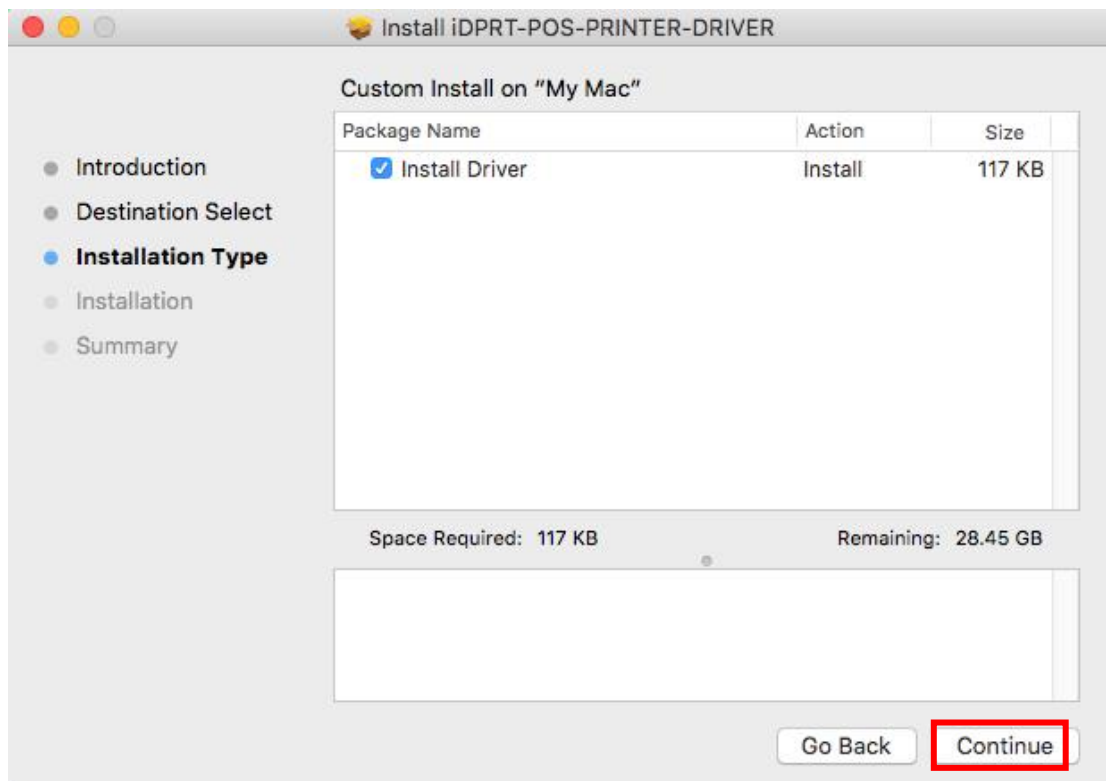 Install iDPRT-POS-PRINTER-DRIVER
Custom Install on “My Mac”
Package Name Action Size
Install Driver Install 117 KB
Introduction
Destination Select
Installation Type
Installation
Summary
Space Required: 117 KB Remaining: 28.45 GB
Go Back Continue